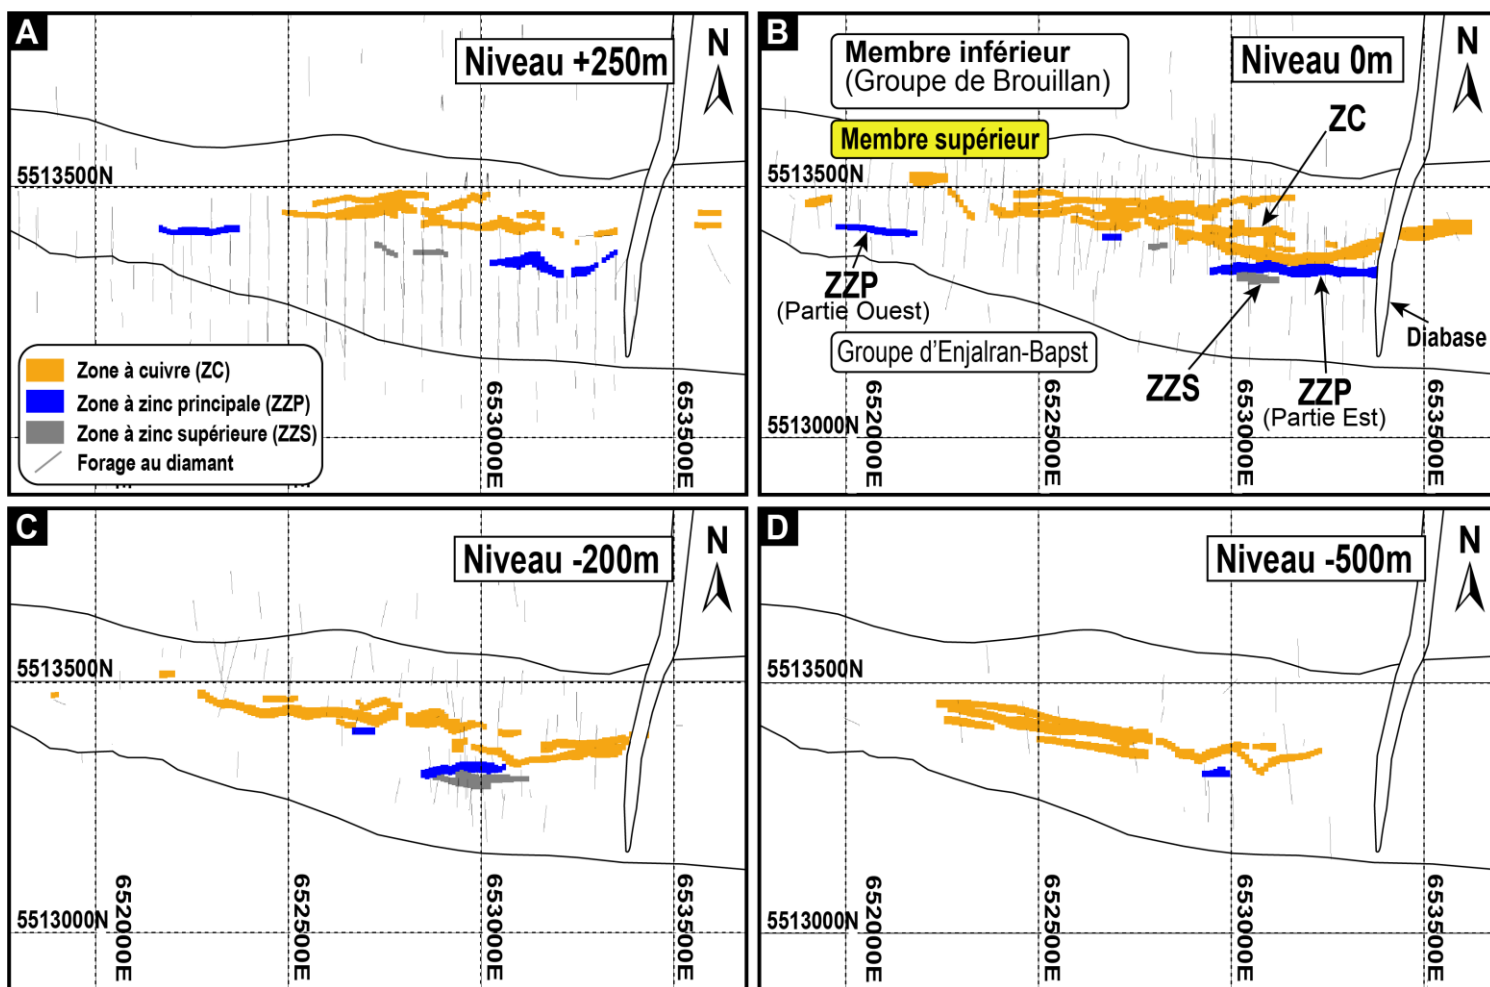 A
Niveau +250m
N
5513500N
Zone à cuivre (ZC)
Zone à zinc principale (ZZP)
Zone à zinc supérieure (ZZS)
Forage au diamant
653000E
653500E
B
Membre inférieur
(Groupe de Brouillan)
Niveau 0m
N
Membre supérieur
ZC
5513500N
ZZP
(Partie Ouest)
Diabase
Groupe d'Enjalran-Bapst
ZZS
ZZP
(Partie Est)
5513000N
652000E
652500E
653000E
653500E
C
Niveau -200m
N
5513500N
5513000N
652000E
652500E
653000E
653500E
D
Niveau -500m
N
5513500N
5513000N
652000E
652500E
653000E
653500E